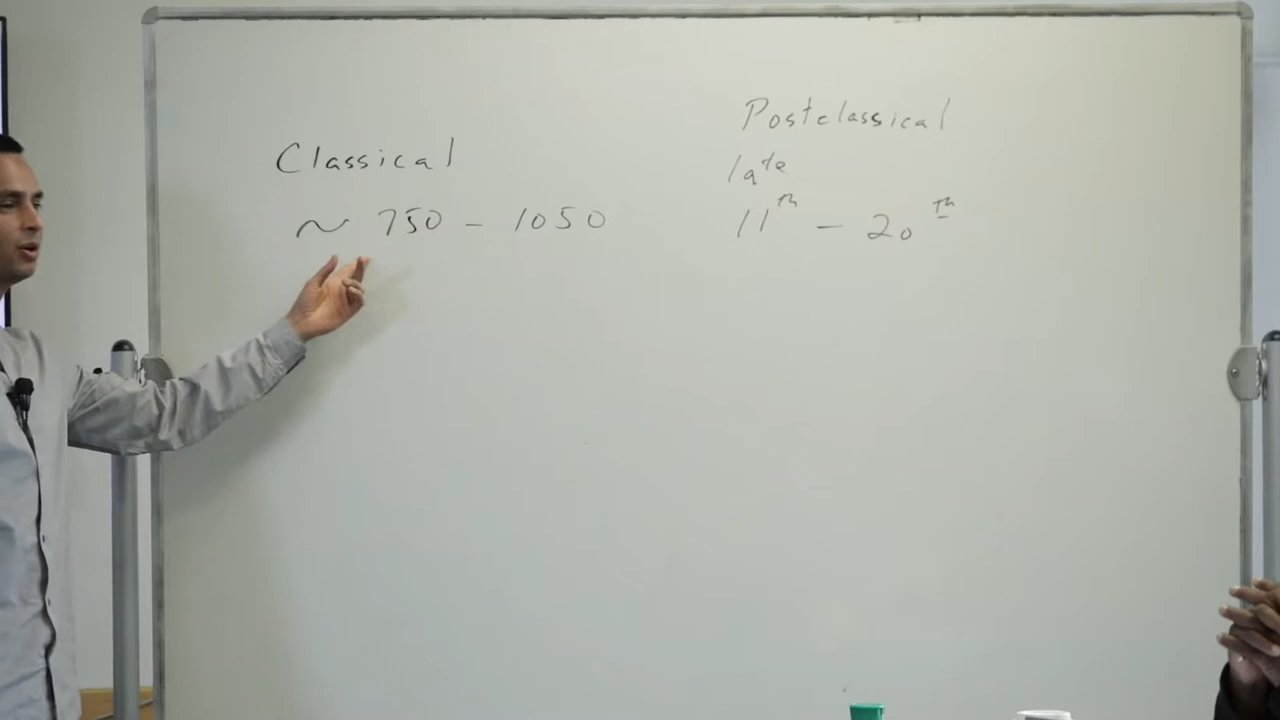 Classical
~ 750 - 1050
Postclassical
late
11th - 20th